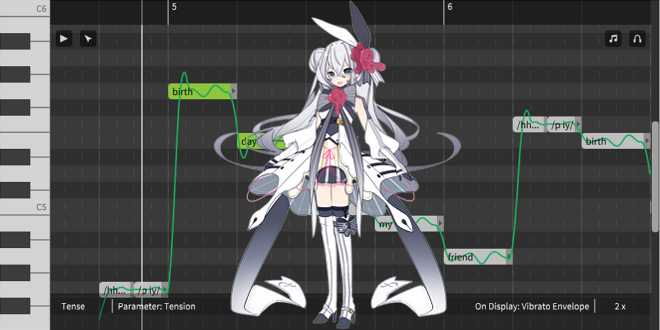 C6
5
6
birth
/hh...
/p iy/
day
birth
C5
my
friend
/hh...
/p iy/
Tense
Parameter: Tension
On Display: Vibrato Envelope
2 x